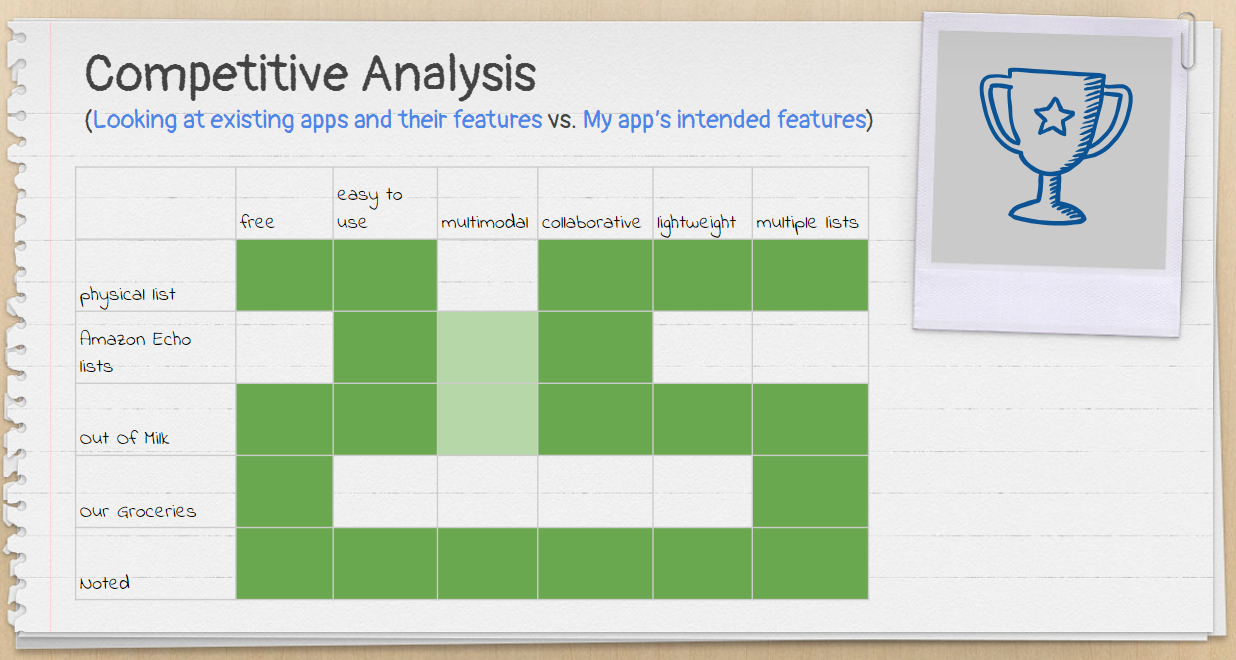 Competitive Analysis
(Looking at existing apps and their features vs. My app's intended features)
easy to
free use multimodal collaborative lightweight multiple lists
physical list
Amazon Echo
lists
Out Of Milk
Our Groceries
Noted